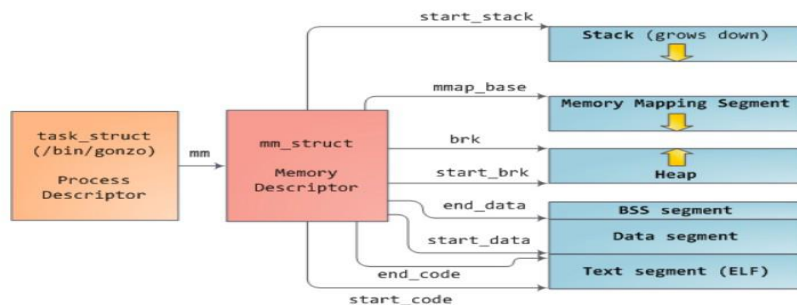 start_stack
Stack (grows down)
mmap_base
Memory Mapping Segment
task_struct
(/bin/gonzo)
Process
Descriptor
mm
mm_struct
Memory
Descriptor
brk
start_brk
Heap
end_data
BSS segment
start_data
Data segment
end_code
Text segment (ELF)
start_code